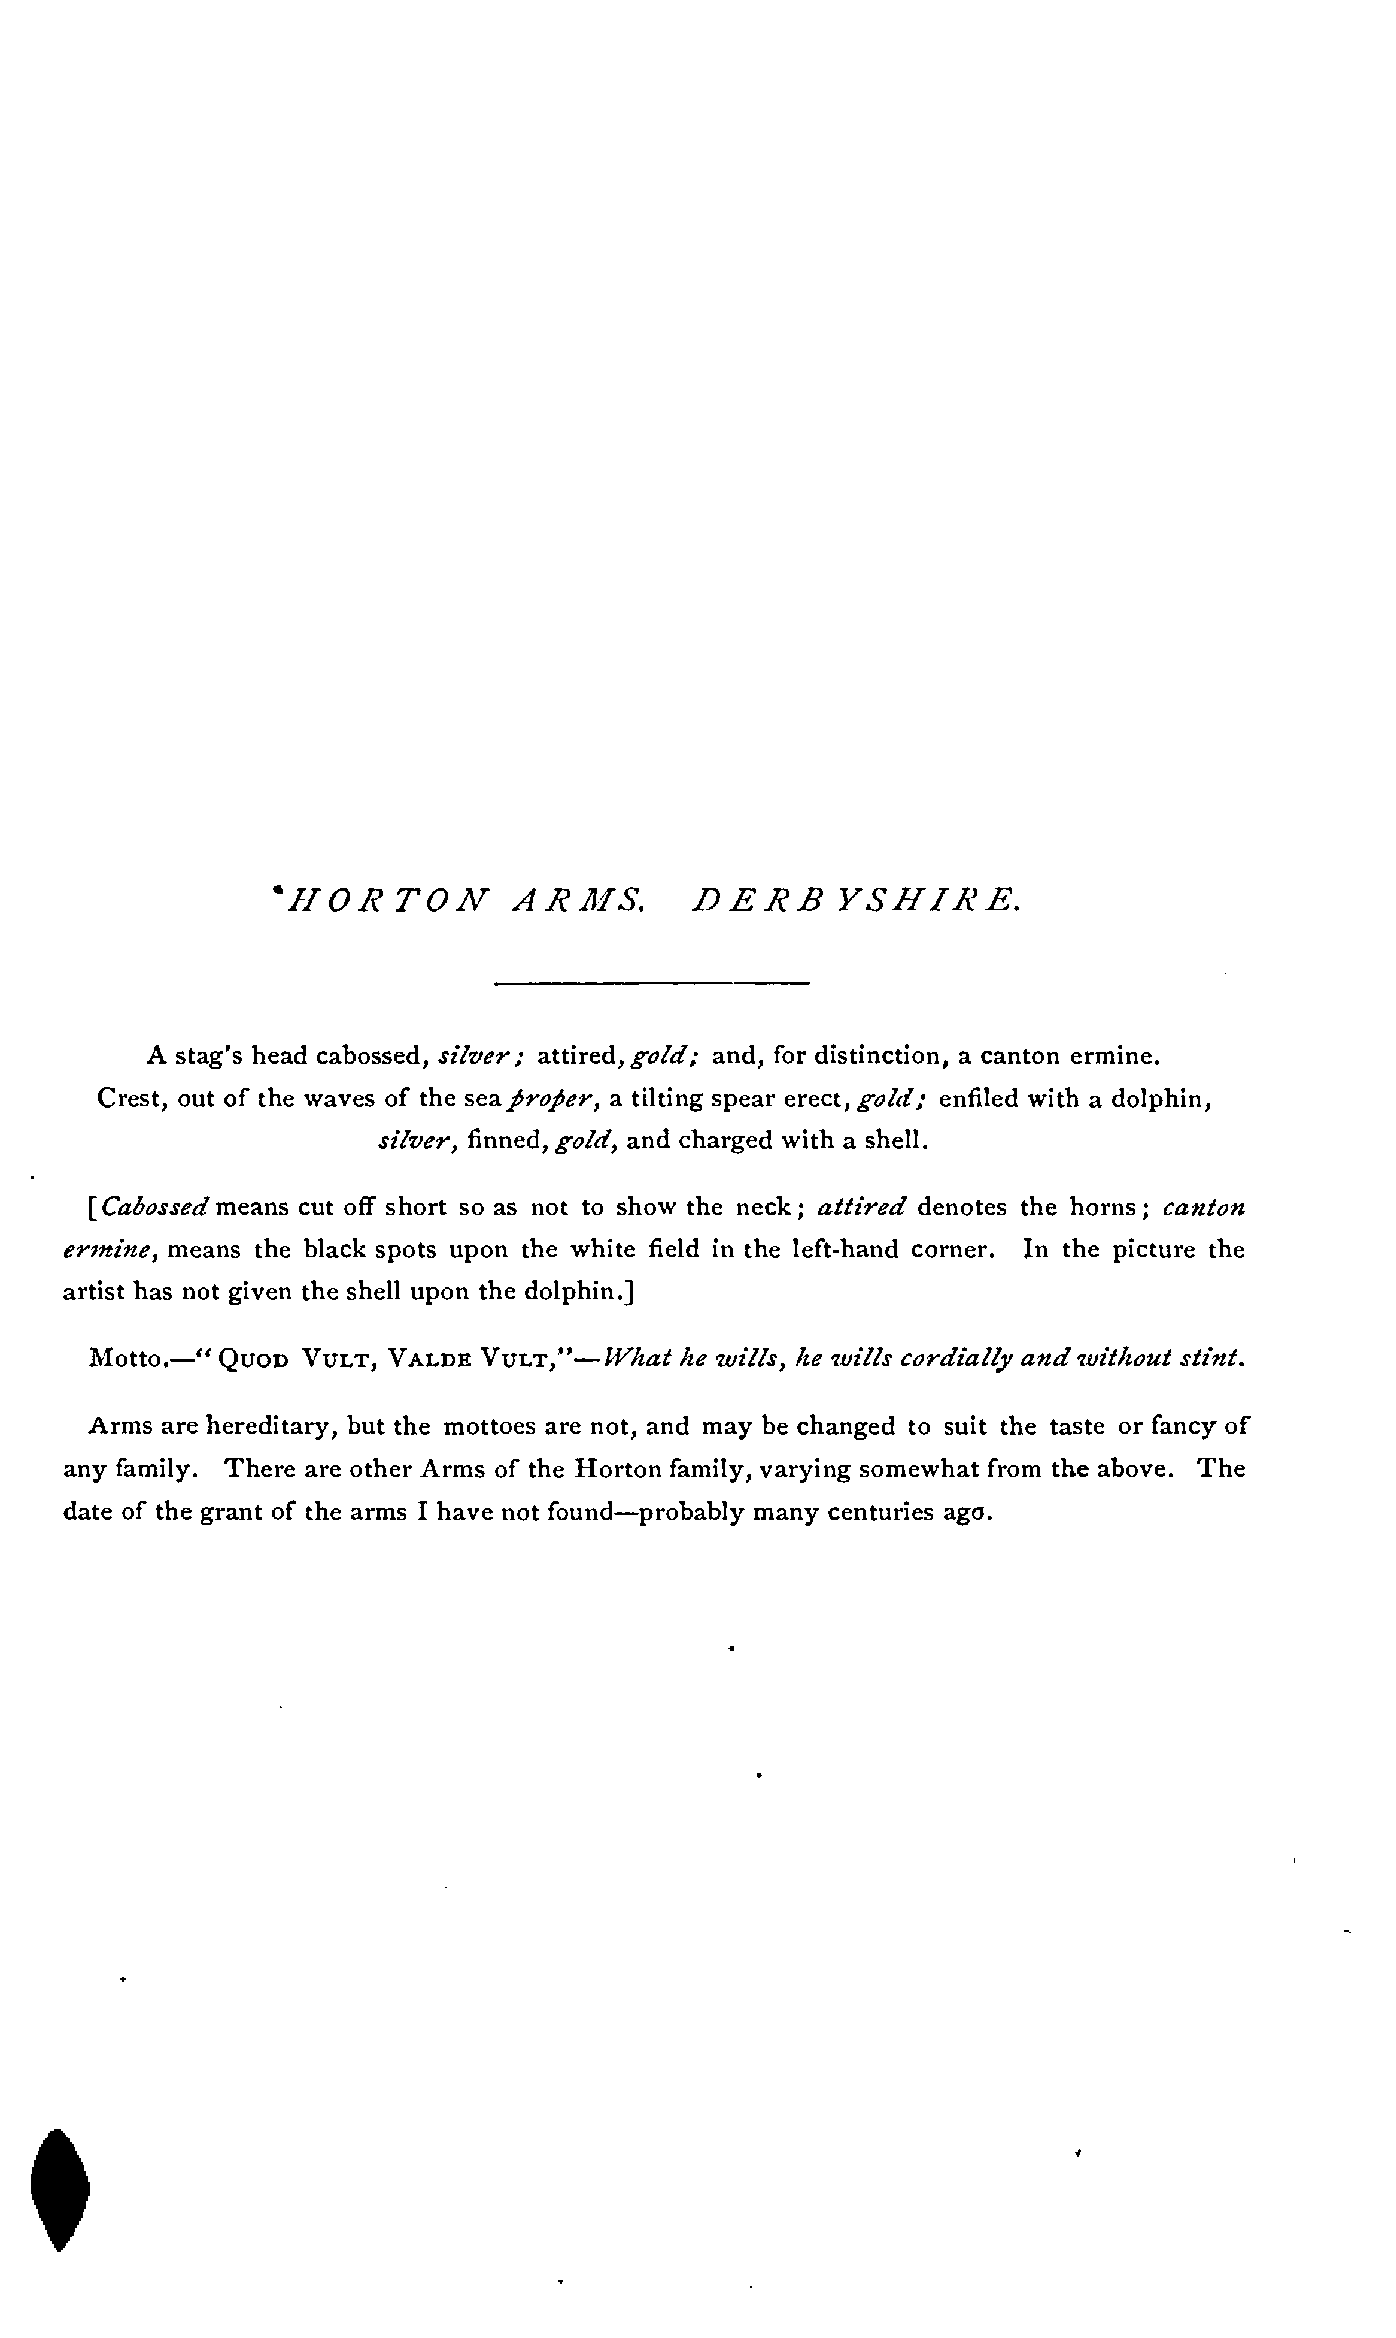 HORTON ARMS. DERBYSHIRE.
A stag's head cabossed, silver; attired, gold; and, for distinction, a canton ermine.
Crest, out of the waves of the sea proper, a tilting spear erect, gold; enfiled with a dolphin,
silver, finned, gold, and charged with a shell.
[Cabossed means cut off short so as not to show the neck; attired denotes the horns; canton
ermine, means the black spots upon the white field in the left-hand corner. In the picture the
artist has not given the shell upon the dolphin.]
Motto.—"QUOD VULT, VALDE VULT,"—What he wills, he wills cordially and without stint.
Arms are hereditary, but the mottoes are not, and may be changed to suit the taste or fancy of
any family. There are other Arms of the Horton family, varying somewhat from the above. The
date of the grant of the arms I have not found—probably many centuries ago.